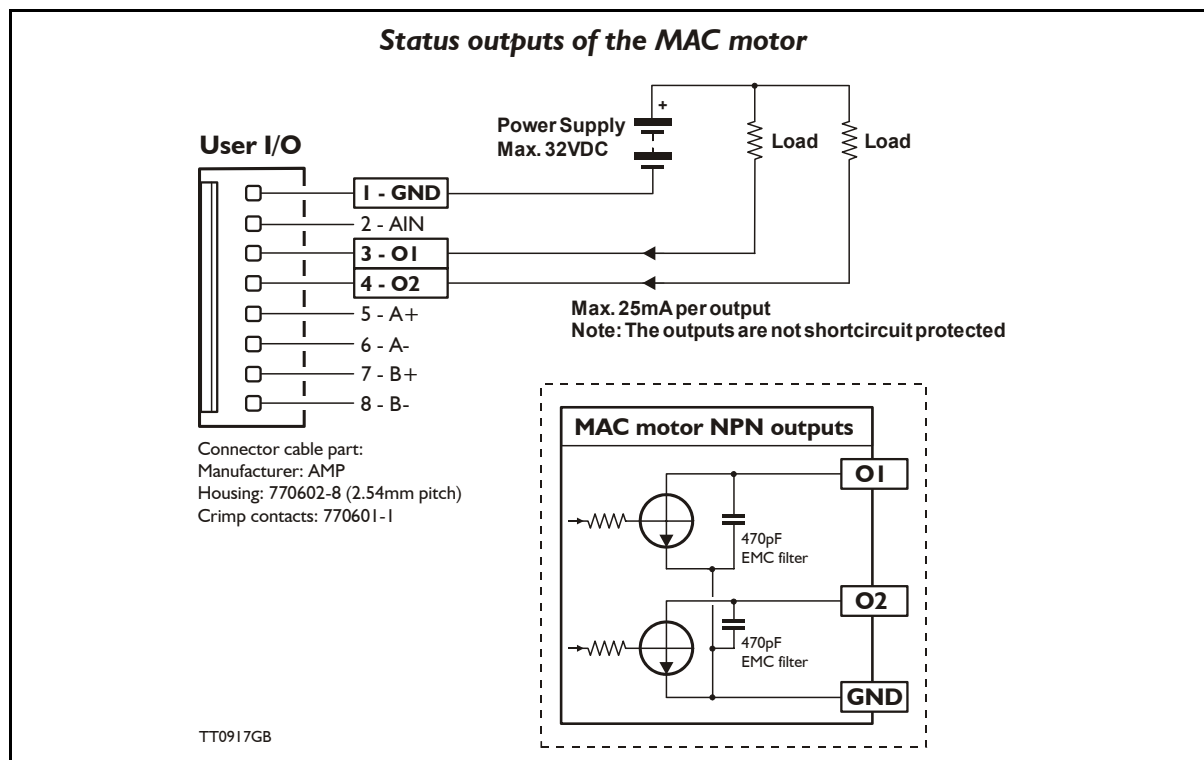 Status outputs of the MAC motor
+
Power Supply
Max. 32VDC
Load
Load
User I/O
1 - GND
2 - AIN
3 - O1
4 - O2
5 - A+
6 - A-
7 - B+
8 - B-
Max. 25mA per output
Note: The outputs are not shortcircuit protected
Connector cable part:
Manufacturer: AMP
Housing: 770602-8 (2.54mm pitch)
Crimp contacts: 770601-1
MAC motor NPN outputs
O1
470pF
EMC filter
O2
470pF
EMC filter
GND
TT0917GB